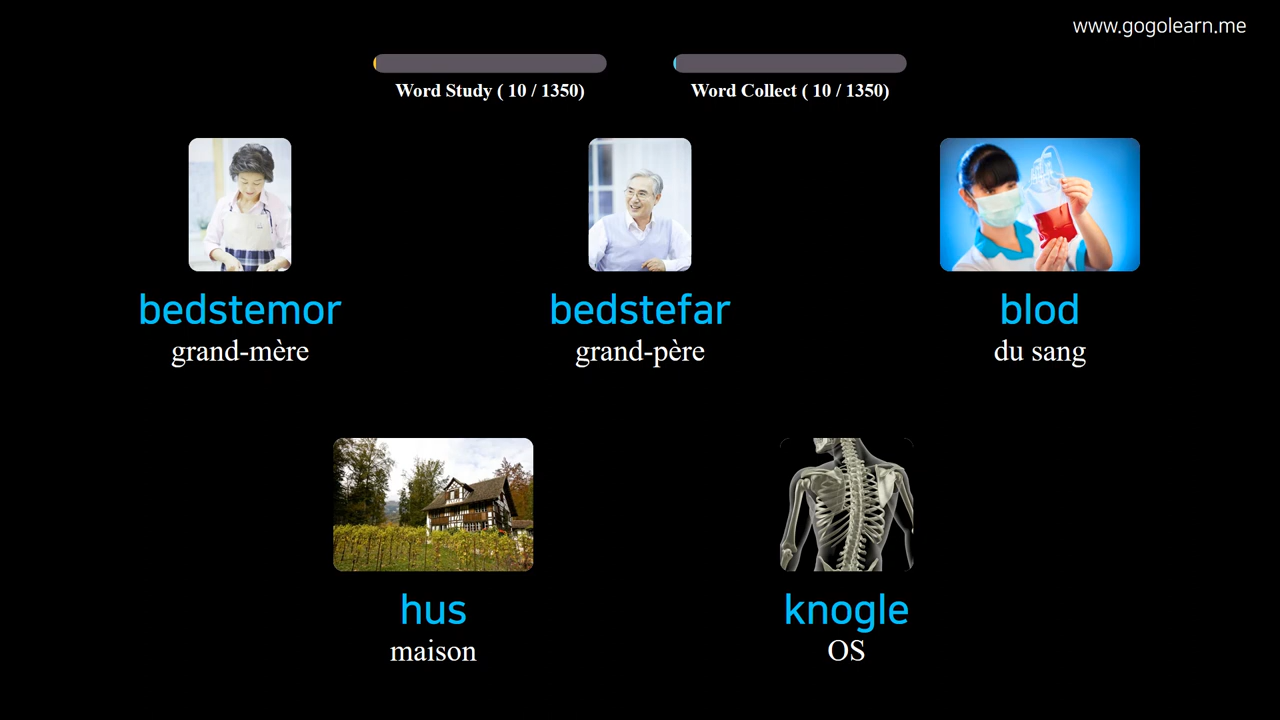 www.gogolearn.me
Word Study ( 10 / 1350)
Word Collect ( 10 / 1350)
bedstemor
grand-mère
bedstefar
grand-père
blod
du sang
hus
maison
knogle
OS